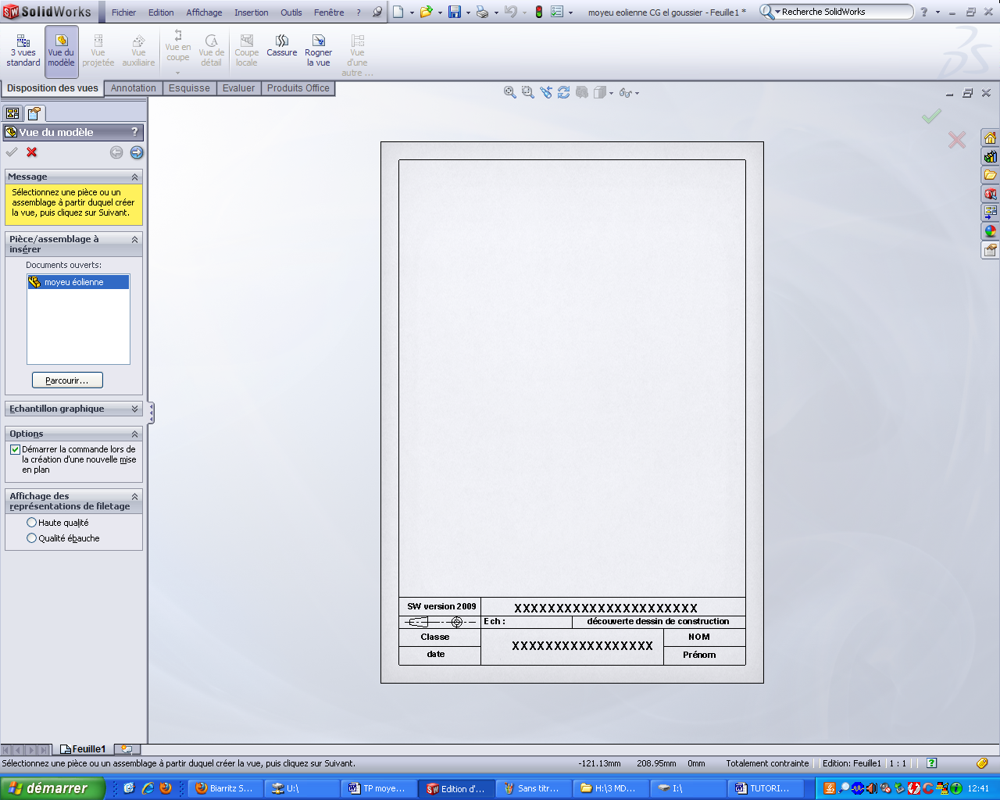 SolidWorks Fichier Edition Affichage Insertion Outils Fenêtre ? moyeu eolienne CG el goussier - Feuille1 * Recherche SolidWorks ?
3 vues standard
Vue du modèle
Vue projetée
Vue auxiliaire
Vue en coupe
Vue de détail
Coupe locale
Cassure
Rogner la vue
Vue d'une autre ...
Disposition des vues Annotation Esquisse Evaluer Produits Office
Vue du modèle ?
Message
Sélectionnez une pièce ou un
assemblage à partir duquel créer
la vue, puis cliquez sur Suivant.
Pièce/assemblage à
insérer
Documents ouverts:
moyeu éolienne
Parcourir...
Echantillon graphique
Options
Démarrer la commande lors de
la création d'une nouvelle mise
en plan
Affichage des
représentations de filetage
Haute qualité
Qualité ébauche
SW version 2009 XXXXXXXXXXXXXXXXXXXXXX
Ech : découverte dessin de construction
Classe XXXXXXXXXXXXXXXXX NOM
date Prénom
Feuille1
Sélectionnez une pièce ou un assemblage à partir duquel créer la vue, puis cliquez sur Suivant. -121.13mm 208.95mm 0mm Totalement contrainte Edition: Feuille1 1 : 1 ?
démarrer Biarritz S... U:\ TP moye... Edition d'... Sans titr... H:\3 MD... I:\ TUTORI... 12:41